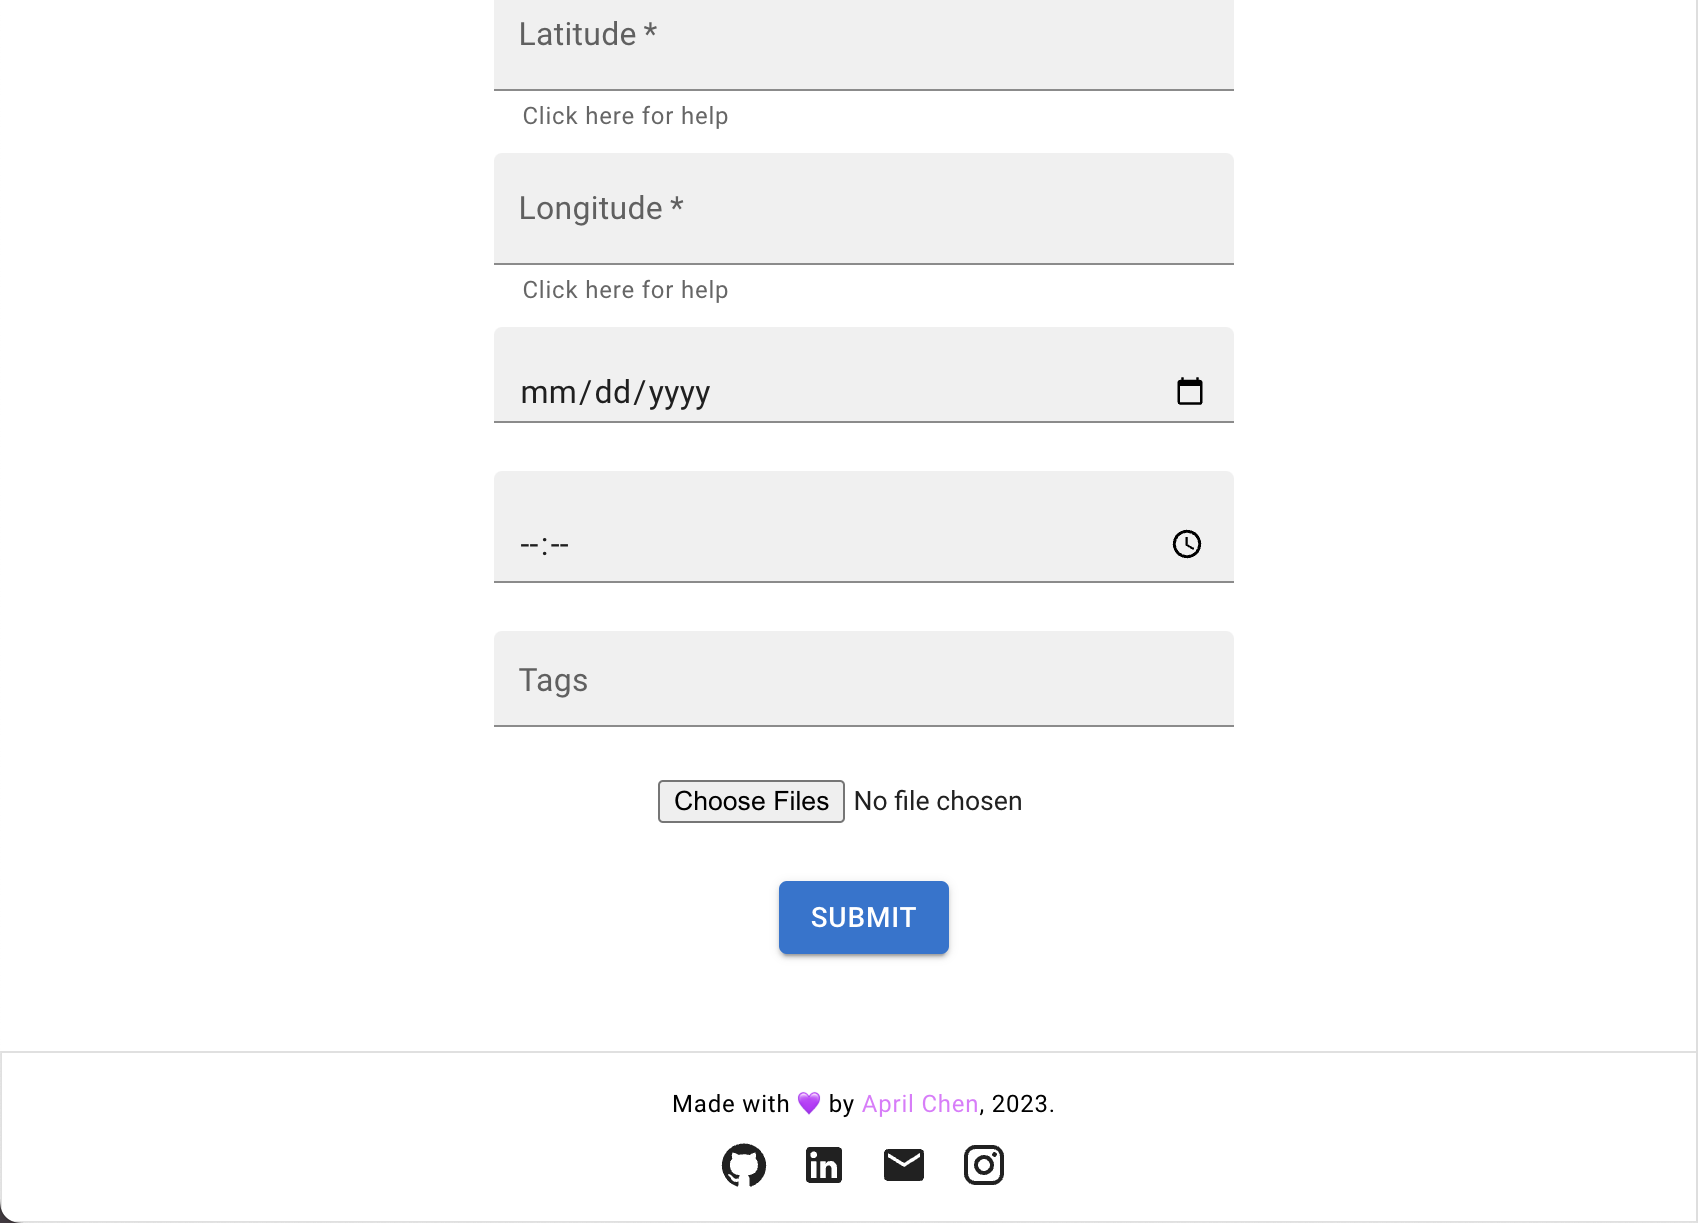 Latitude *
Click here for help
Longitude *
Click here for help
mm/dd/yyyy
--:--
Tags
Choose Files No file chosen
SUBMIT
Made with 💜 by April Chen, 2023.
in